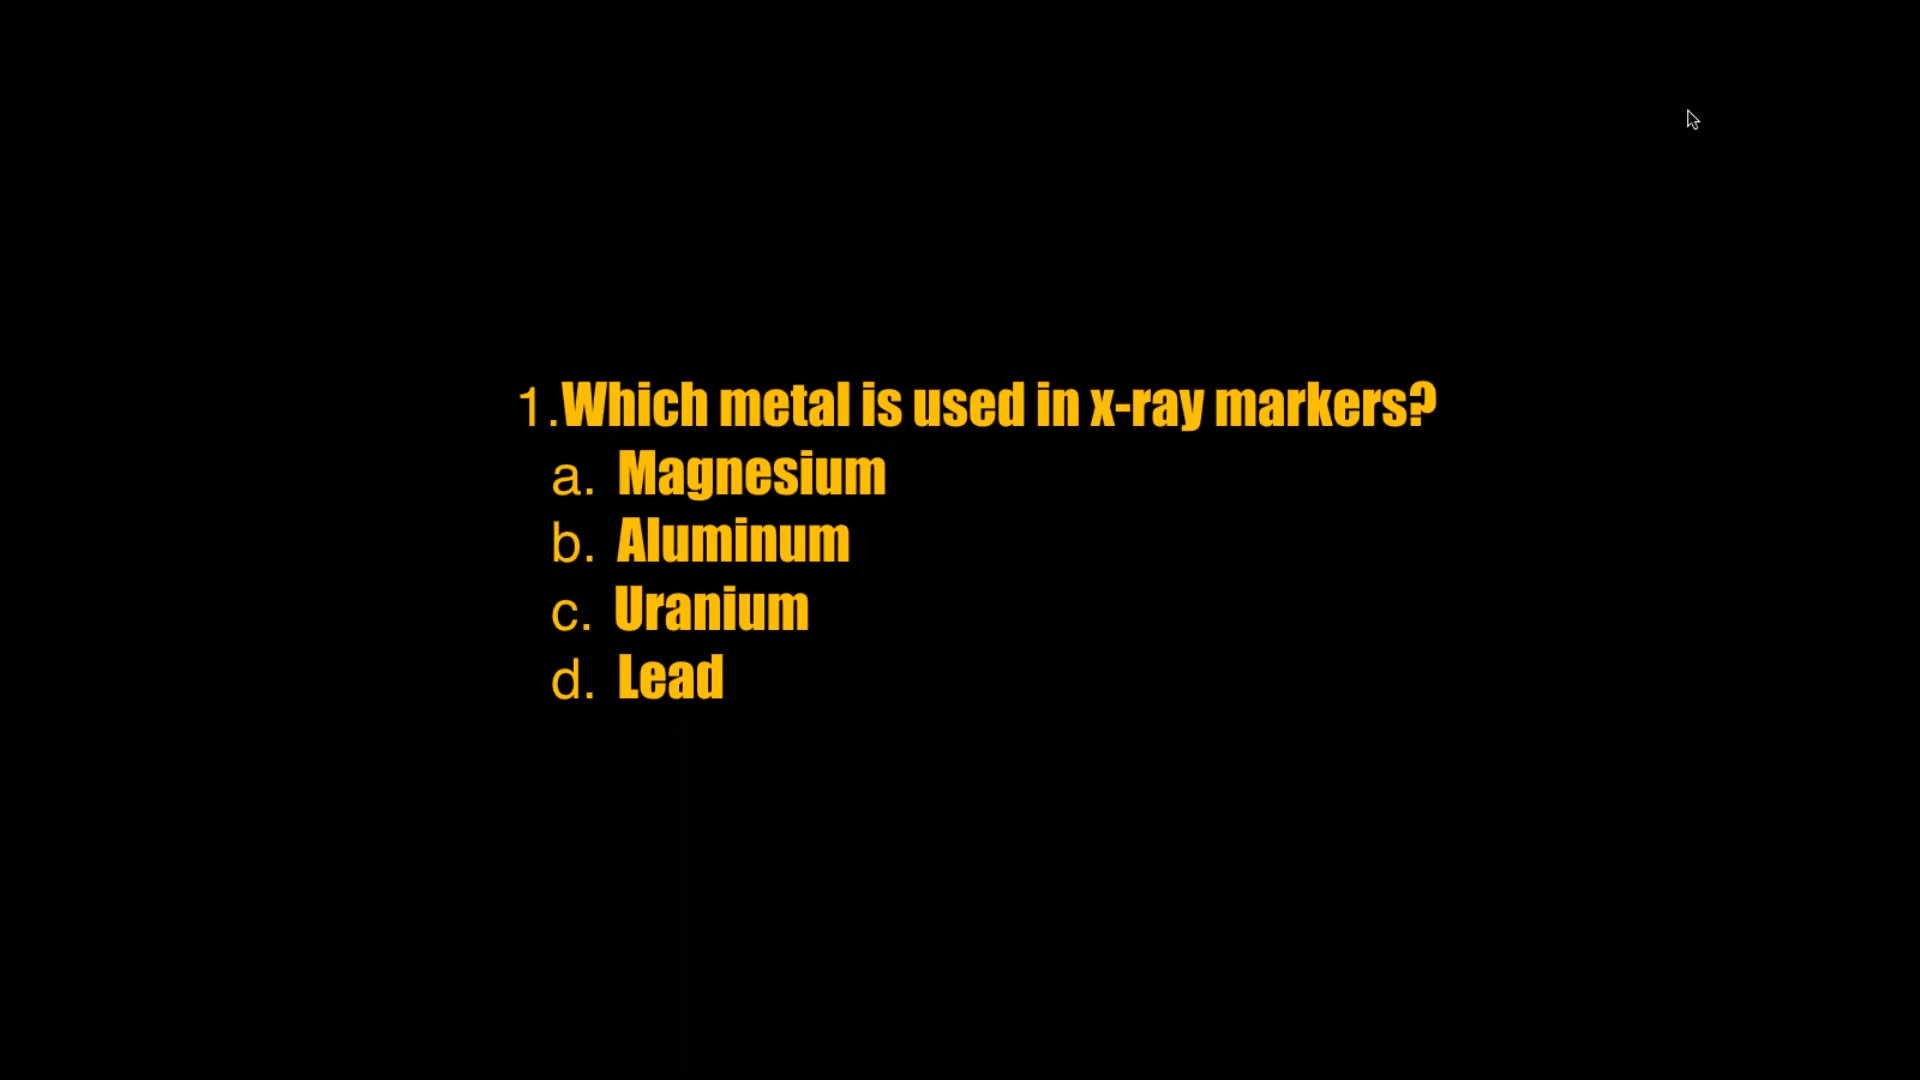 1.Which metal is used in x-ray markers?
a. Magnesium
b. Aluminum
c. Uranium
d. Lead